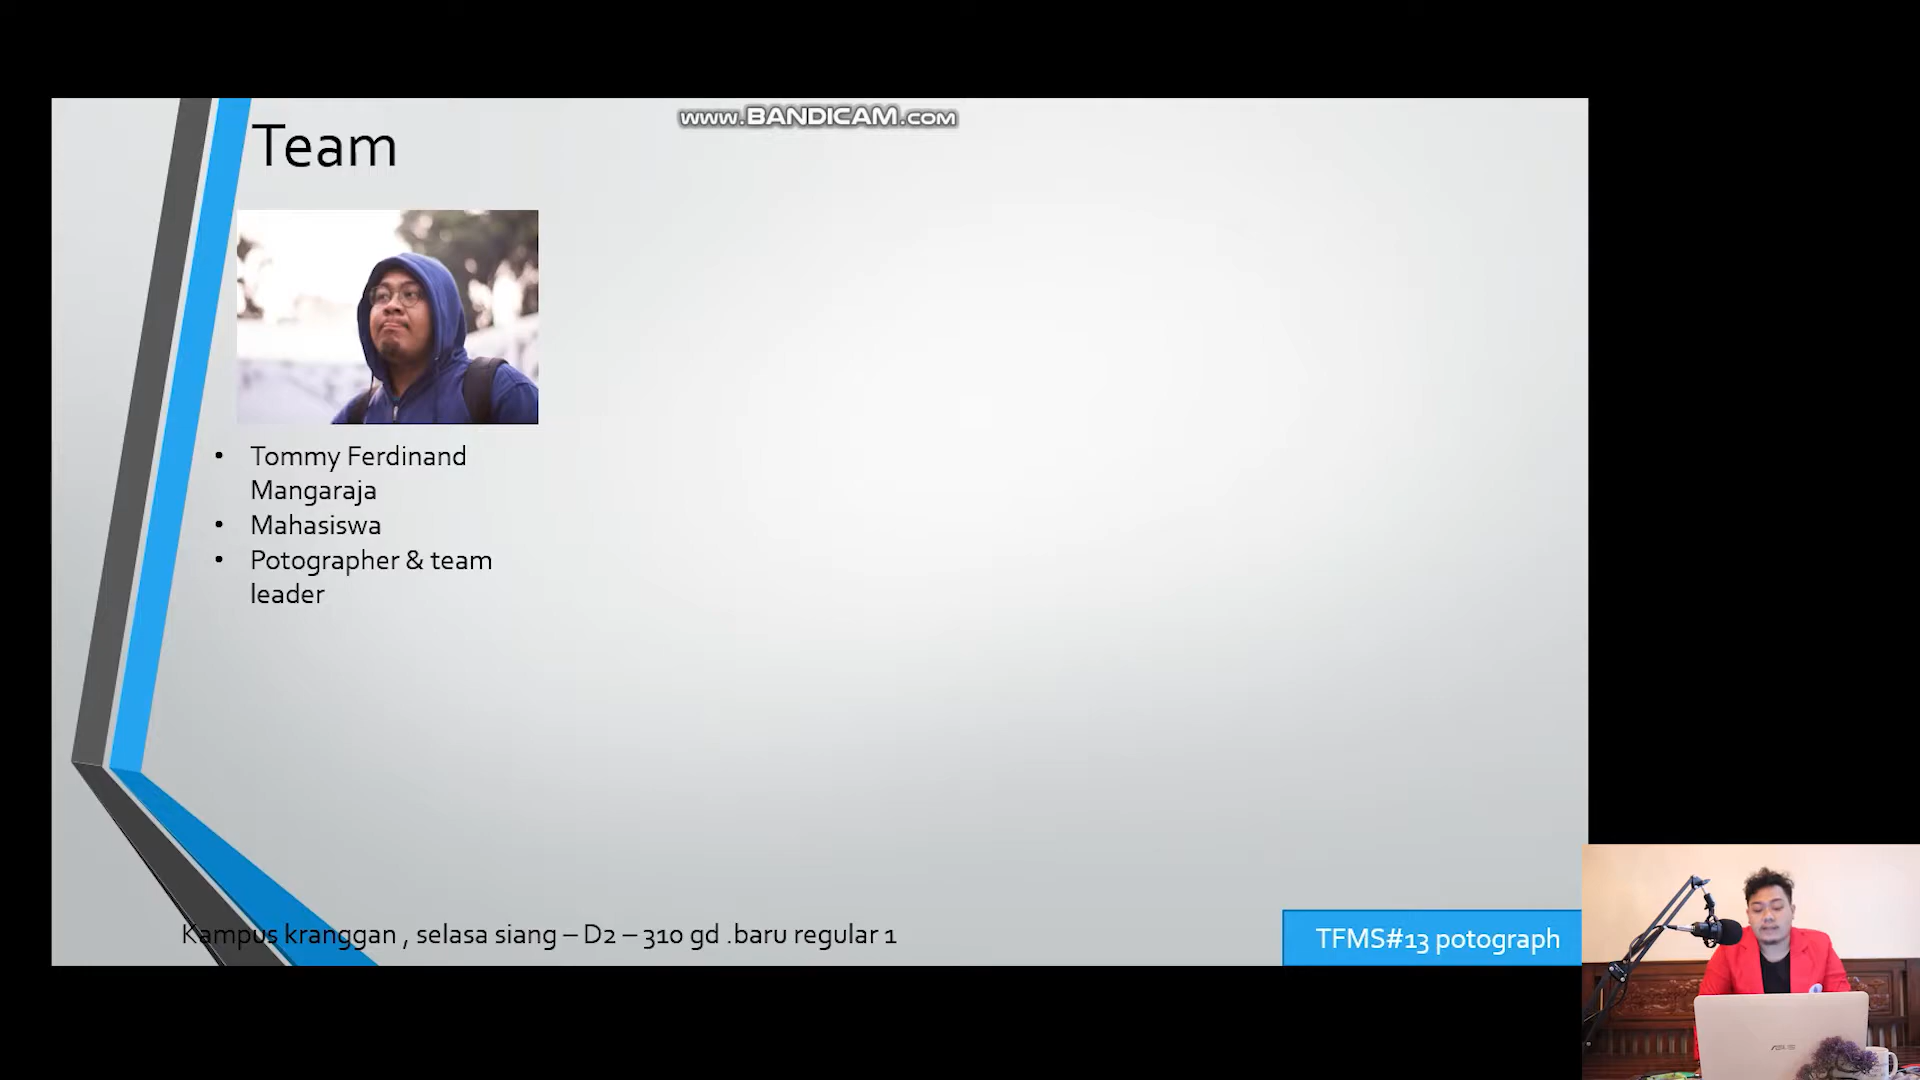 www.BANDICAM.com
Team
• Tommy Ferdinand
Mangaraja
• Mahasiswa
• Potographer & team
leader
Kampus kranggan , selasa siang – D2 – 310 gd .baru regular 1
TFMS#13 potograph
ASUS